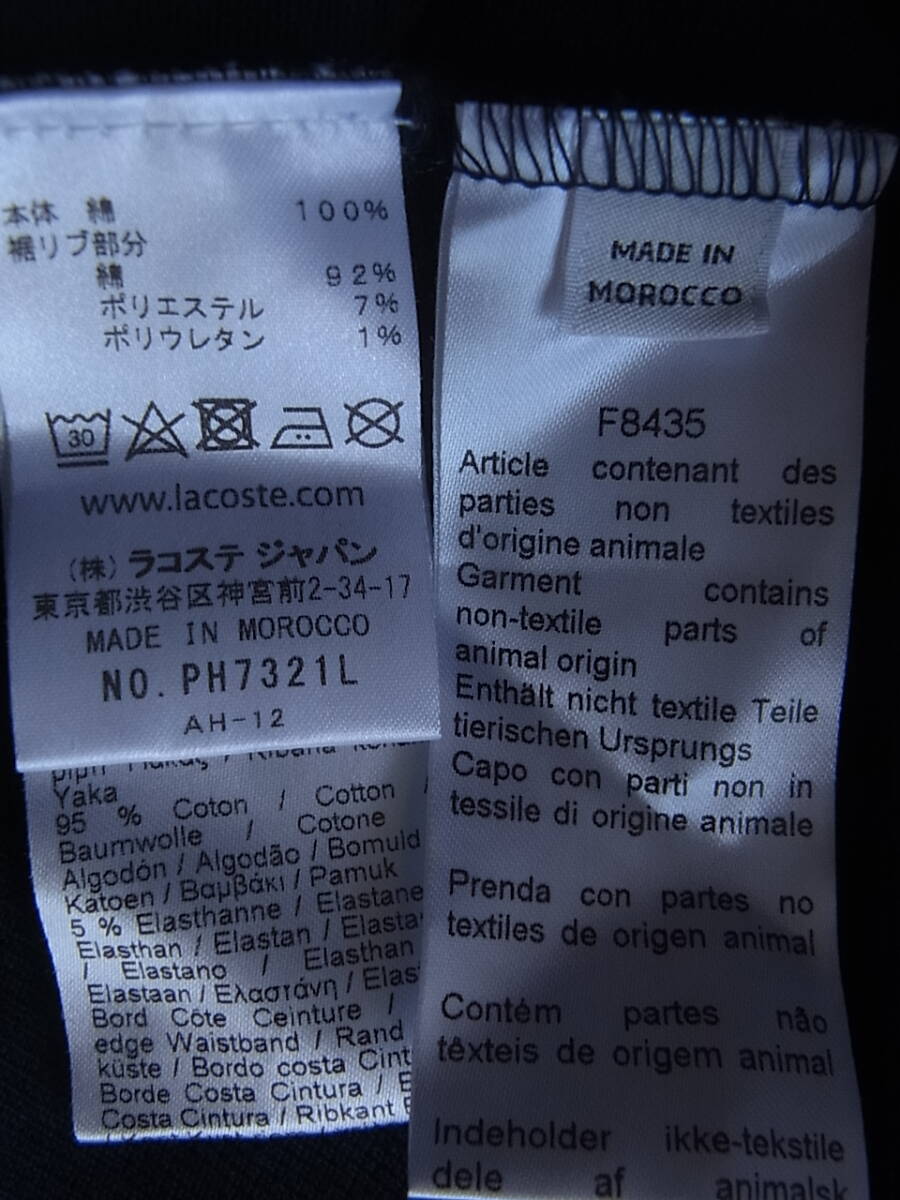 本体 綿 100%
裾リブ部分
綿 92%
ポリエステル 7%
ポリウレタン 1%
30
www.lacoste.com
(株) ラコステ ジャパン
東京都渋谷区神宮前2-34-17
MADE IN MOROCCO
NO. PH7321L
AH-12
Yaka
95 % Coton / Cotton /
Baumwolle / Cotone
Algodón / Algodão / Bomuld
Katoen / Βαμβάκι / Pamuk
5 % Elasthanne / Elastane
Elasthan / Elastan /
/ Elastano / Elasthan
Elastaan / Ελαστάνη /
Bord Côte Ceinture /
edge Waistband / Rand
küste / Bordo costa
Borde Costa Cintura /
Costa Cintura / Ribkant
MADE IN
MOROCCO
F8435
Article contenant des
parties non textiles
d'origine animale
Garment contains
non-textile parts of
animal origin
Enthält nicht textile Teile
tierischen Ursprungs
Capo con parti non in
tessile di origine animale
Prenda con partes no
textiles de origen animal
Contém partes não
têxteis de origem animal
Indeholder ikke-tekstile
dele af animalsk